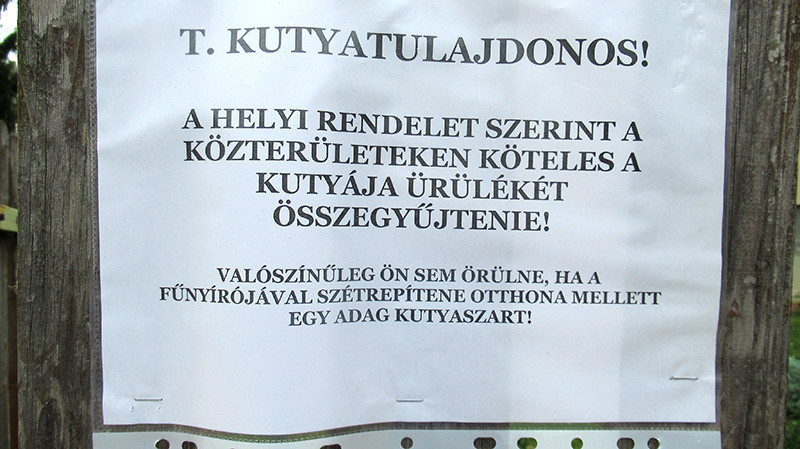 T. KUTYATULAJDONOS!
A HELYI RENDELET SZERINT A
KÖZTERÜLETEKEN KÖTELES A
KUTYÁJA ÜRÜLÉKÉT
ÖSSZEGYŰJTENIE!
VALÓSZÍNŰLEG ÖN SEM ÖRÜLNE, HA A
FŰNYÍRÓJÁVAL SZÉTREPÍTENE OTTHONA MELLETT
EGY ADAG KUTYASZART!